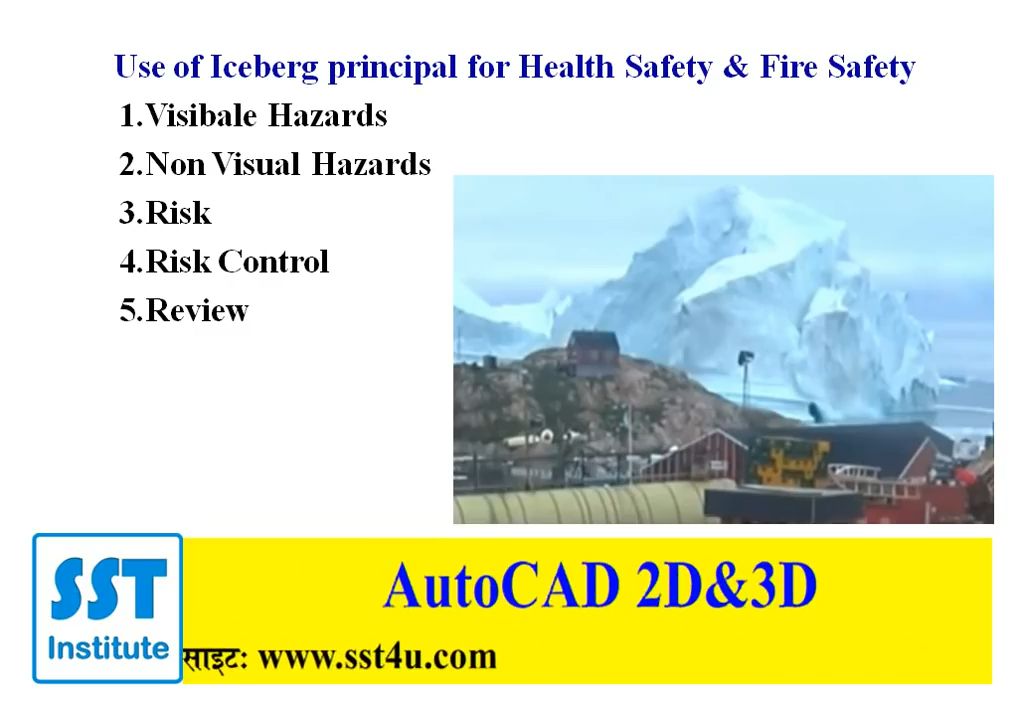 Use of Iceberg principal for Health Safety & Fire Safety
1.Visibale Hazards
2.Non Visual Hazards
3.Risk
4.Risk Control
5.Review
SST
Institute
AutoCAD 2D&3D
साइट: www.sst4u.com